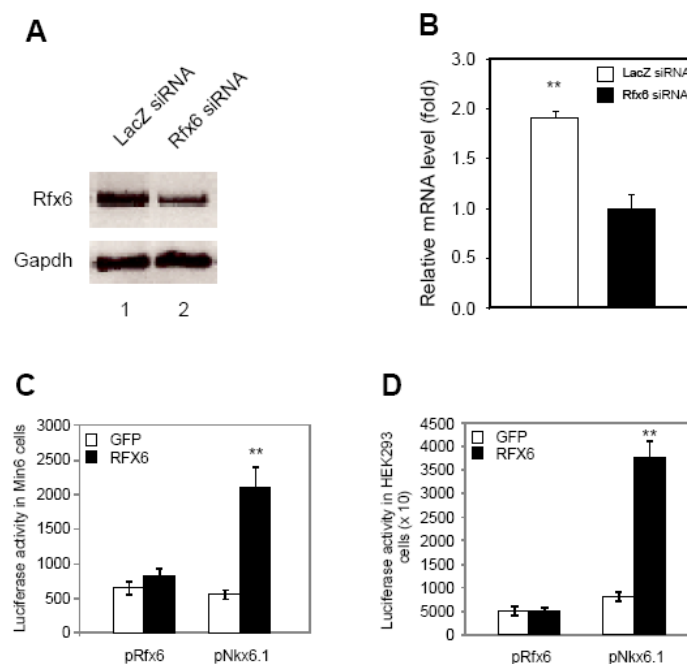 A
LacZ siRNA
Rfx6 siRNA
Rfx6
Gapdh
1 2
B
Relative mRNA level (fold)
3.0
2.5
2.0
1.5
1.0
0.5
0.0
**
LacZ siRNA
Rfx6 siRNA
C
Luciferase activity in Min6 cells
3000
2500
2000
1500
1000
500
0
GFP
RFX6
**
pRfx6 pNkx6.1
D
Luciferase activity in HEK293
cells (x 10)
4500
4000
3500
3000
2500
2000
1500
1000
5000
0
GFP
RFX6
**
pRfx6 pNkx6.1